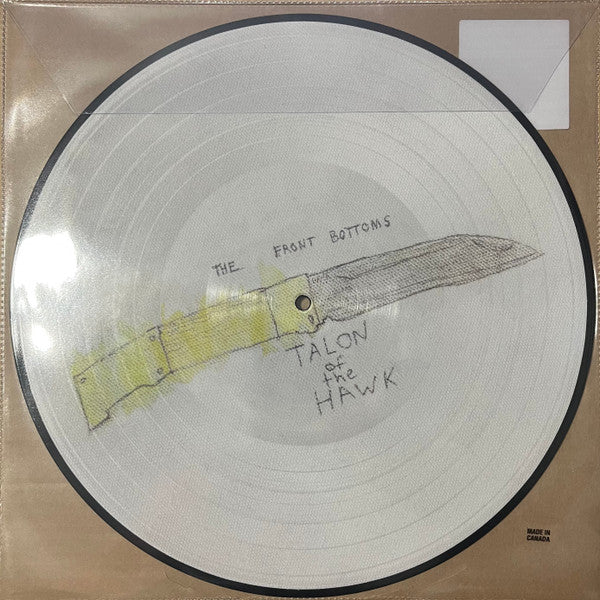 THE FRONT BOTTOMS
TALON
of
the
HAWK
MADE IN
CANADA